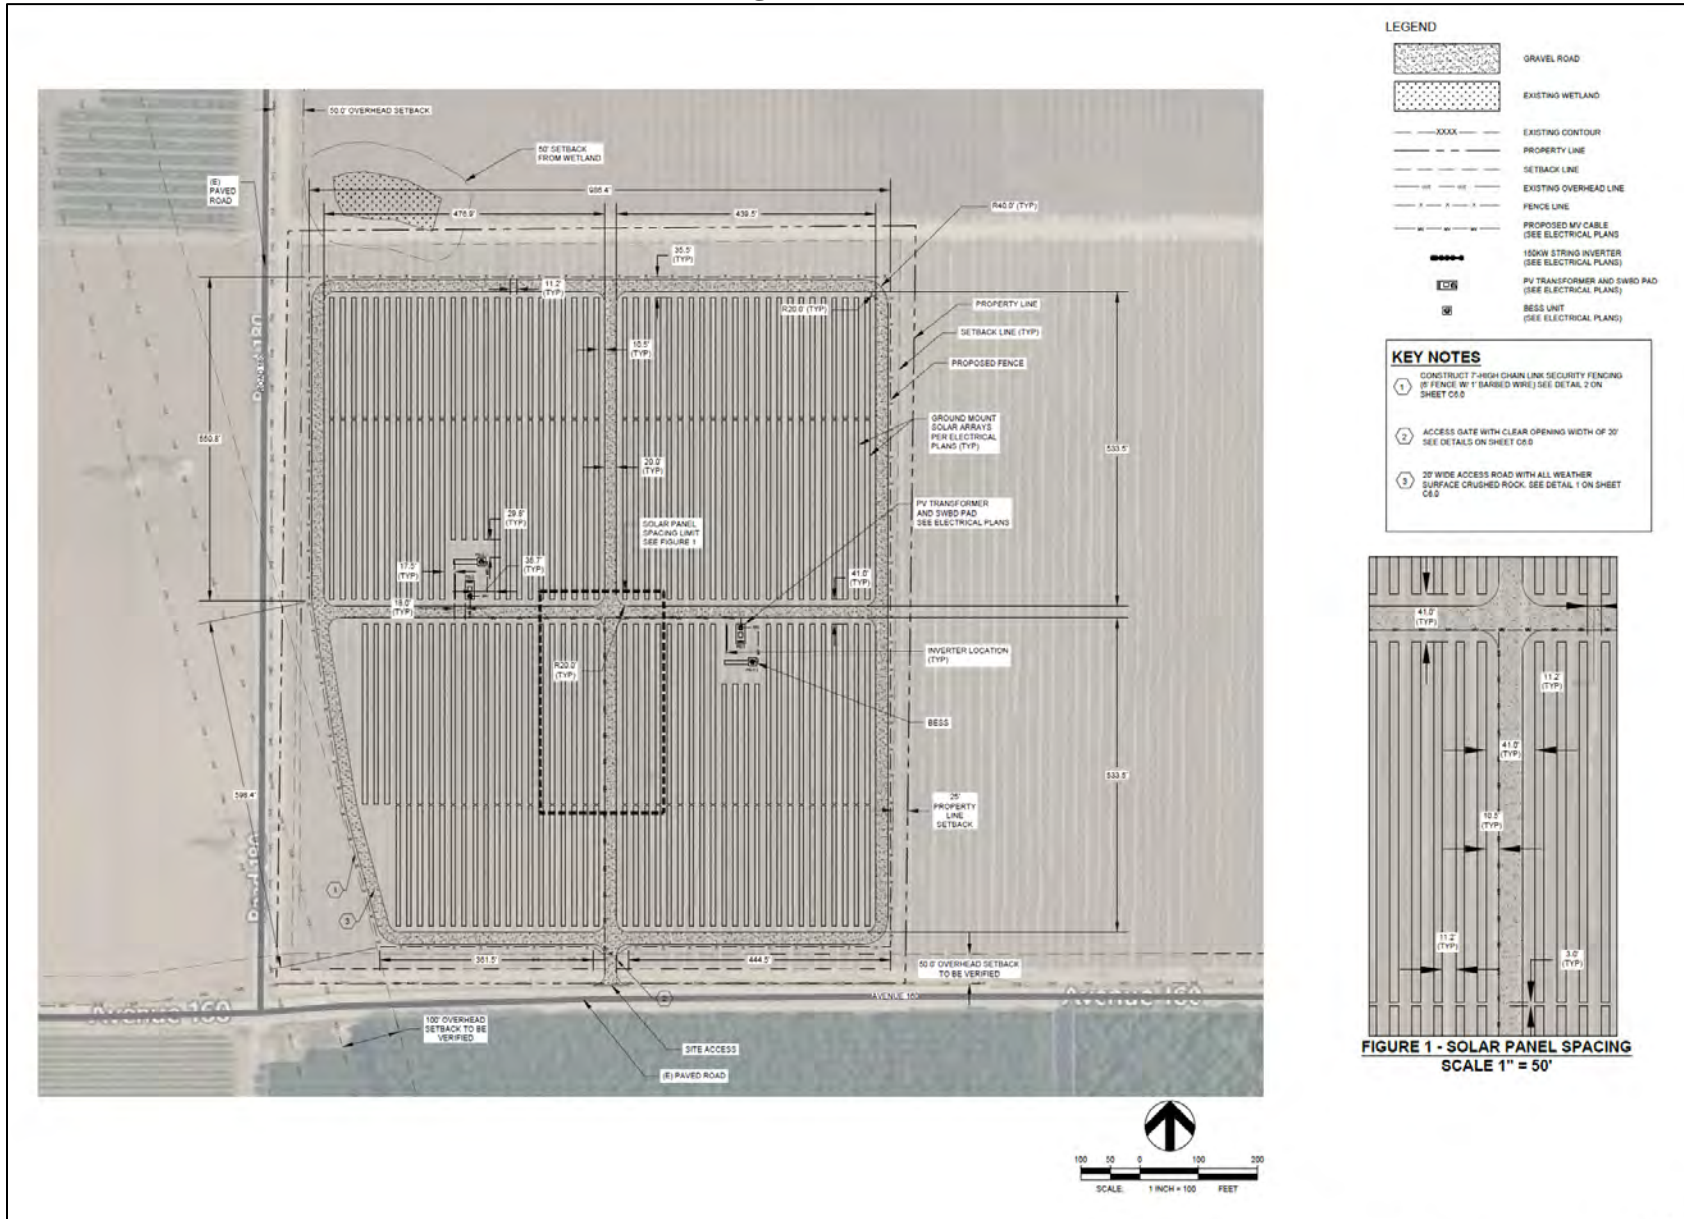 LEGEND
GRAVEL ROAD
EXISTING WETLAND
XXXX
EXISTING CONTOUR
PROPERTY LINE
SETBACK LINE
EXISTING OVERHEAD LINE
FENCE LINE
PROPOSED MV CABLE
(SEE ELECTRICAL PLANS
150KW STRING INVERTER
(SEE ELECTRICAL PLANS)
PV TRANSFORMER AND SWBD PAD
(SEE ELECTRICAL PLANS)
BESS UNIT
(SEE ELECTRICAL PLANS)
KEY NOTES
1
CONSTRUCT 7'-HIGH CHAIN LINK SECURITY FENCING
(6' FENCE W/ 1' BARBED WIRE) SEE DETAIL 2 ON
SHEET C6.0
2
ACCESS GATE WITH CLEAR OPENING WIDTH OF 20'
SEE DETAILS ON SHEET C6.0
3
20' WIDE ACCESS ROAD WITH ALL WEATHER
SURFACE CRUSHED ROCK. SEE DETAIL 1 ON SHEET
C6.0
50.0' OVERHEAD SETBACK
50' SETBACK
FROM WETLAND
(E)
PAVED
ROAD
986.4'
476.9'
439.5'
R40.0' (TYP)
35.5'
(TYP)
11.2'
(TYP)
R20.0' (TYP)
PROPERTY LINE
SETBACK LINE (TYP)
10.5'
(TYP)
PROPOSED FENCE
GROUND MOUNT
SOLAR ARRAYS
PER ELECTRICAL
PLANS (TYP)
533.5'
20.0'
(TYP)
PV TRANSFORMER
AND SWBD PAD
SEE ELECTRICAL PLANS
29.8'
(TYP)
SOLAR PANEL
SPACING LIMIT
SEE FIGURE 1
17.5'
(TYP)
38.7'
(TYP)
41.0'
(TYP)
(TYP)
R20.0'
(TYP)
INVERTER LOCATION
(TYP)
BESS
533.5'
598.4'
25'
PROPERTY
LINE
SETBACK
Road 180
1
3
361.5'
444.5'
50.0' OVERHEAD SETBACK
TO BE VERIFIED
2
AVENUE 160
Avenue 160
Avenue 160
100' OVERHEAD
SETBACK TO BE
VERIFIED
SITE ACCESS
(E) PAVED ROAD
41.0'
(TYP)
11.2'
(TYP)
41.0'
(TYP)
10.5'
(TYP)
11.2'
(TYP)
3.0'
(TYP)
FIGURE 1 - SOLAR PANEL SPACING
SCALE 1" = 50'
100 50 0 100 200
SCALE: 1 INCH = 100 FEET